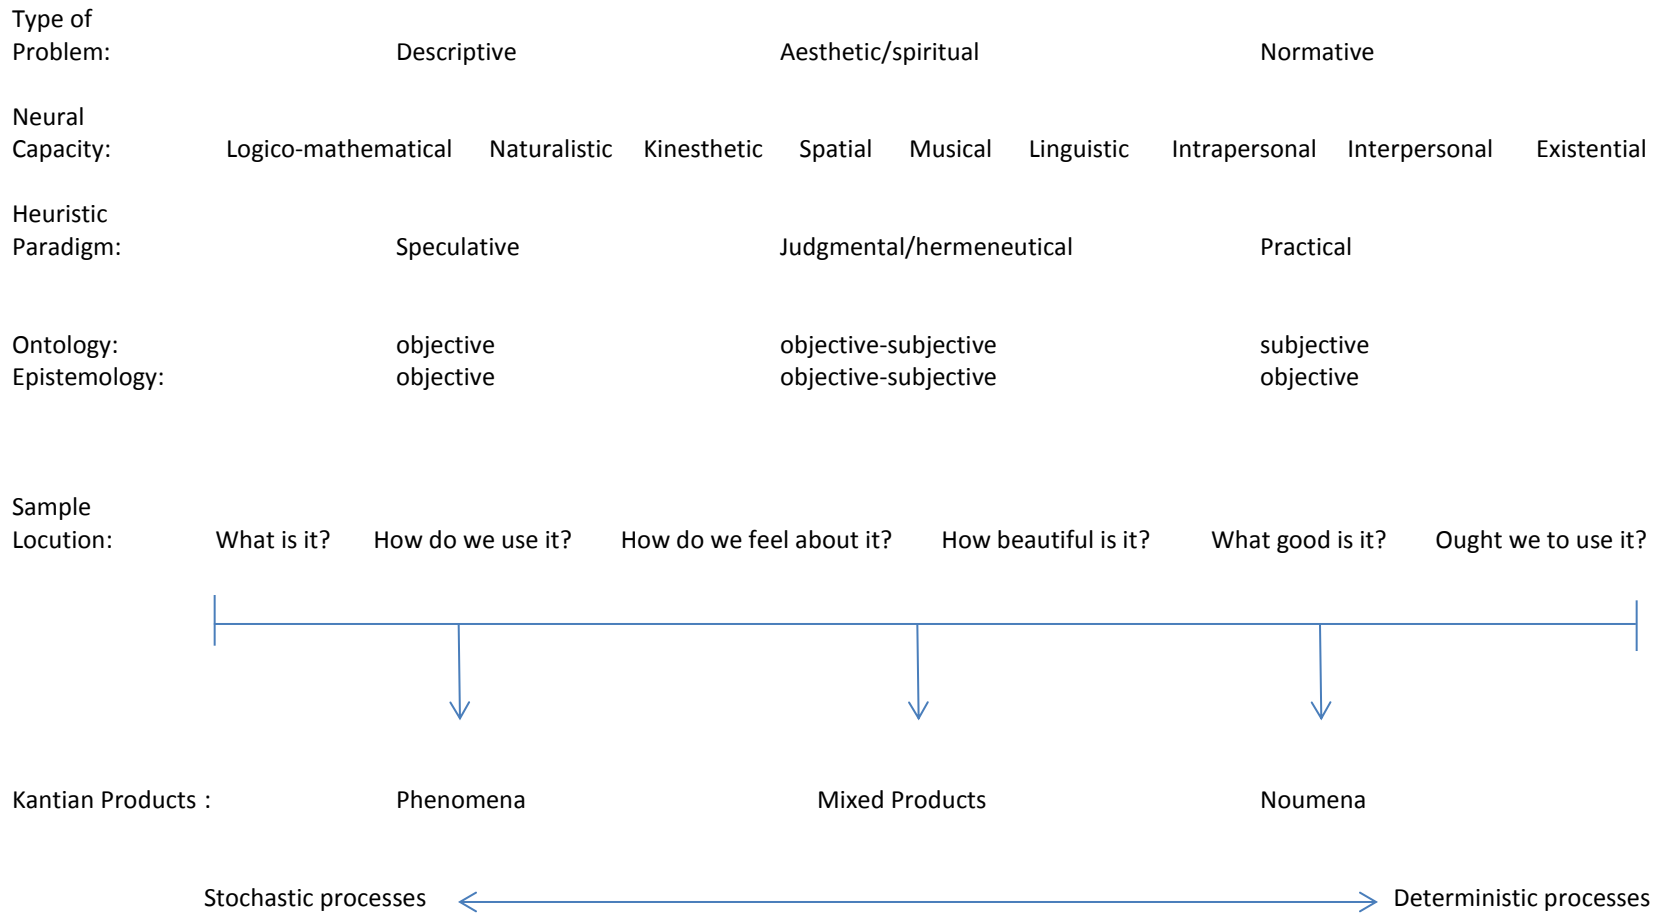 Type of
Problem: Descriptive Aesthetic/spiritual Normative
Neural
Capacity: Logico-mathematical Naturalistic Kinesthetic Spatial Musical Linguistic Intrapersonal Interpersonal Existential
Heuristic
Paradigm: Speculative Judgmental/hermeneutical Practical
Ontology: objective objective-subjective subjective
Epistemology: objective objective-subjective objective
Sample
Locution: What is it? How do we use it? How do we feel about it? How beautiful is it? What good is it? Ought we to use it?
Kantian Products : Phenomena Mixed Products Noumena
Stochastic processes Deterministic processes